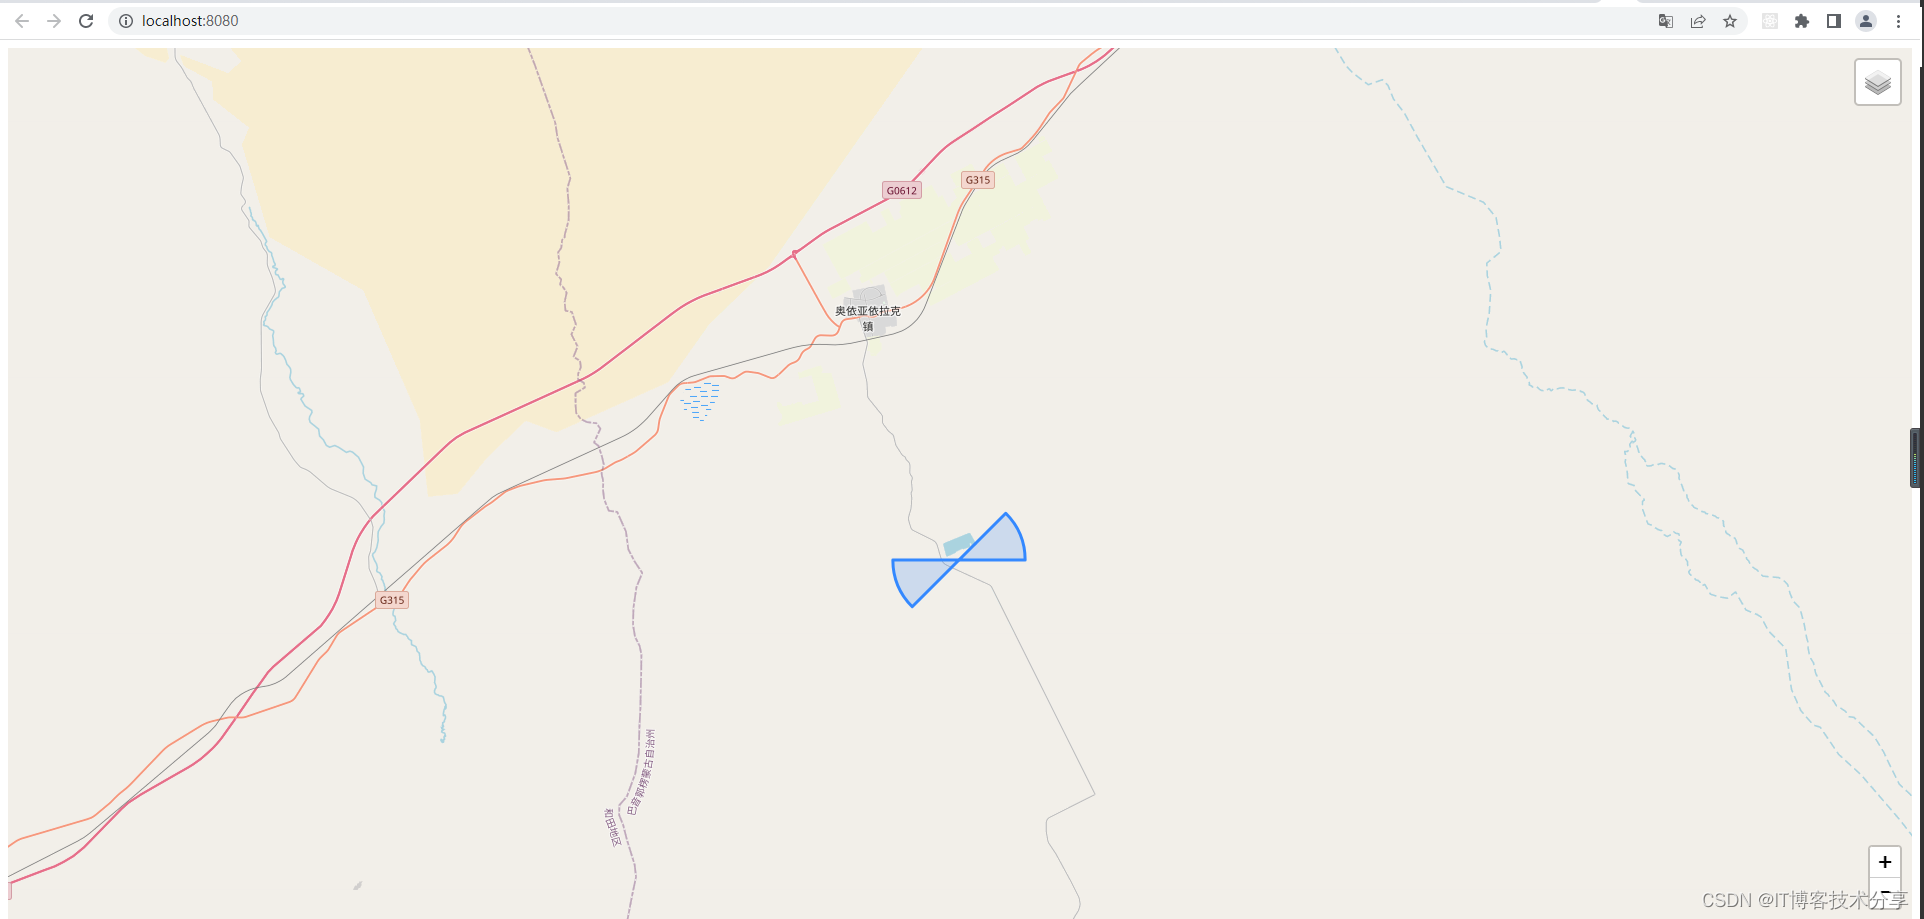 localhost:8080
G0612
G315
奥依亚依拉克
镇
G315
巴音郭楞蒙古自治州
和田地区
+
CSDN @IT博客技术分享